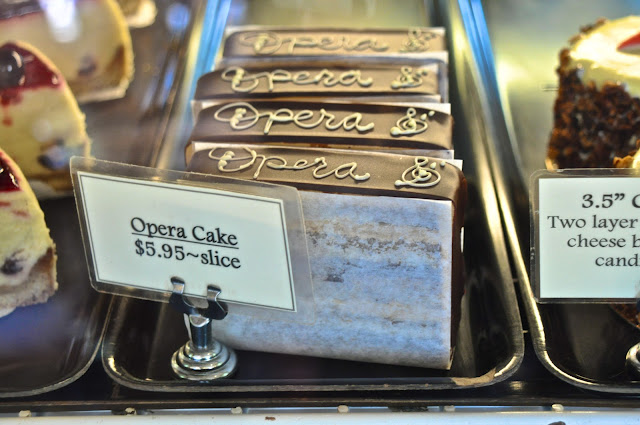 Opera
Opera
Opera
Opera
Opera Cake
$5.95~slice
3.5”
Two layer
cheese
cand